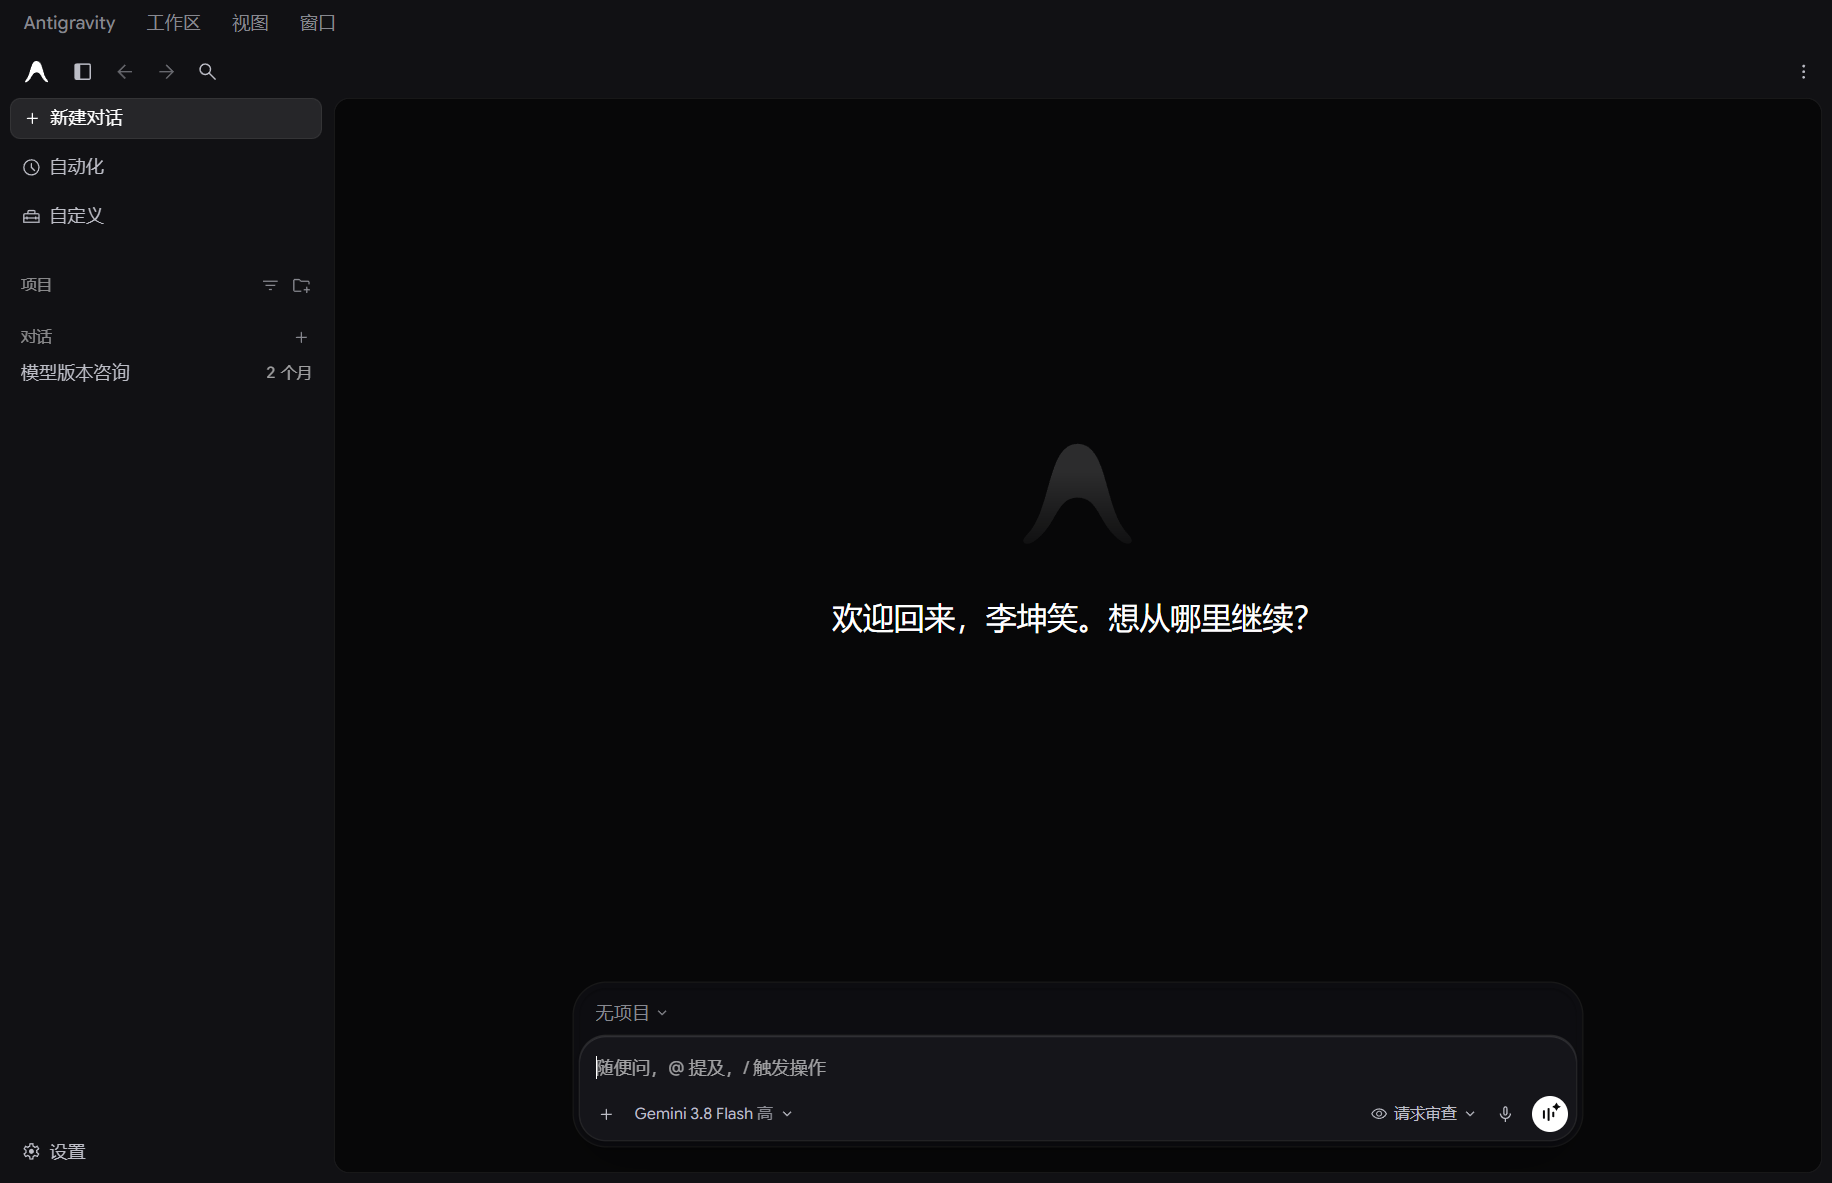 Antigravity 工作区 视图 窗口
新建对话
自动化
自定义
项目
对话
模型版本咨询 2 个月
欢迎回来，李坤笑。想从哪里继续？
无项目
随便问，@ 提及，/ 触发操作
Gemini 3.8 Flash 高 请求审查
设置